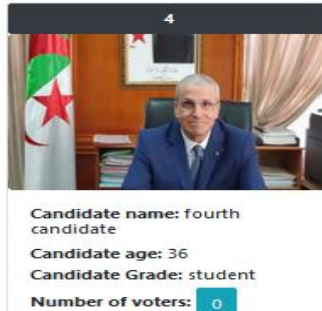 4
Candidate name: fourth
candidate
Candidate age: 36
Candidate Grade: student
Number of voters: 0